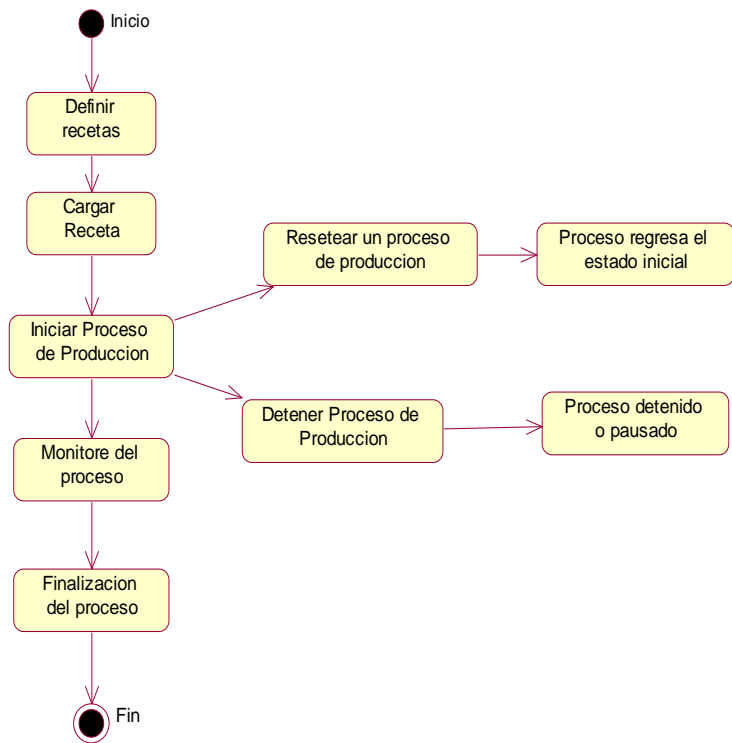 Inicio
Definir
recetas
Cargar
Receta
Resetear un proceso
de produccion
Proceso regresa el
estado inicial
Iniciar Proceso
de Produccion
Detener Proceso de
Produccion
Proceso detenido
o pausado
Monitore del
proceso
Finalizacion
del proceso
Fin